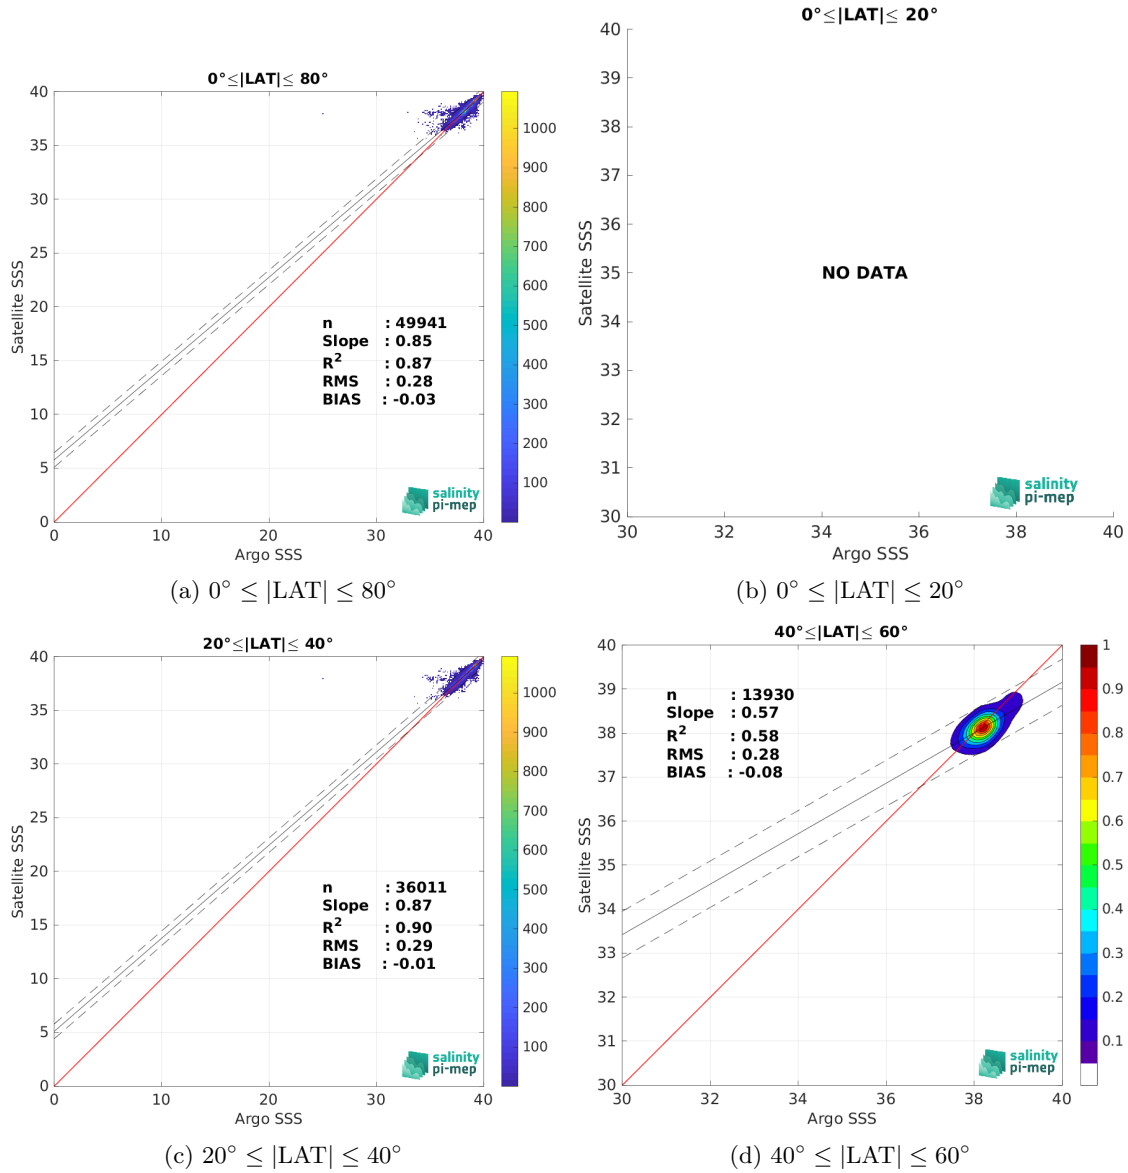 0°≤|LAT|≤ 80°
40
35
30
25
20
15
10
5
0
Satellite SSS
0
10
20
30
40
Argo SSS
n : 49941
Slope : 0.85
R2 : 0.87
RMS : 0.28
BIAS : -0.03
salinity
pi-mep
1000
900
800
700
600
500
400
300
200
100
(a) 0° ≤ |LAT| ≤ 80°
0°≤|LAT|≤ 20°
40
39
38
37
36
35
34
33
32
31
30
Satellite SSS
NO DATA
30
32
34
36
38
40
Argo SSS
salinity
pi-mep
(b) 0° ≤ |LAT| ≤ 20°
20°≤|LAT|≤ 40°
40
35
30
25
20
15
10
5
0
Satellite SSS
0
10
20
30
40
Argo SSS
n : 36011
Slope : 0.87
R2 : 0.90
RMS : 0.29
BIAS : -0.01
salinity
pi-mep
1000
900
800
700
600
500
400
300
200
100
(c) 20° ≤ |LAT| ≤ 40°
40°≤|LAT|≤ 60°
40
39
38
37
36
35
34
33
32
31
30
Satellite SSS
30
32
34
36
38
40
Argo SSS
n : 13930
Slope : 0.57
R2 : 0.58
RMS : 0.28
BIAS : -0.08
salinity
pi-mep
1
0.9
0.8
0.7
0.6
0.5
0.4
0.3
0.2
0.1
(d) 40° ≤ |LAT| ≤ 60°